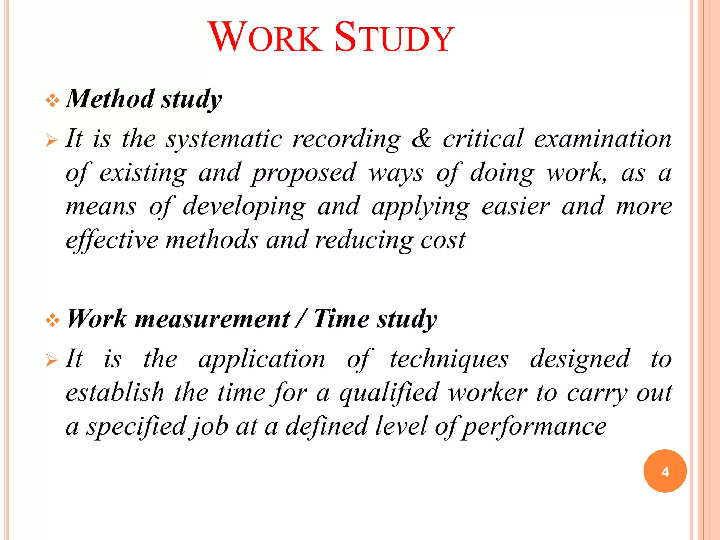 WORK STUDY
Method study
It is the systematic recording & critical examination
of existing and proposed ways of doing work, as a
means of developing and applying easier and more
effective methods and reducing cost
Work measurement / Time study
It is the application of techniques designed to
establish the time for a qualified worker to carry out
a specified job at a defined level of performance
4